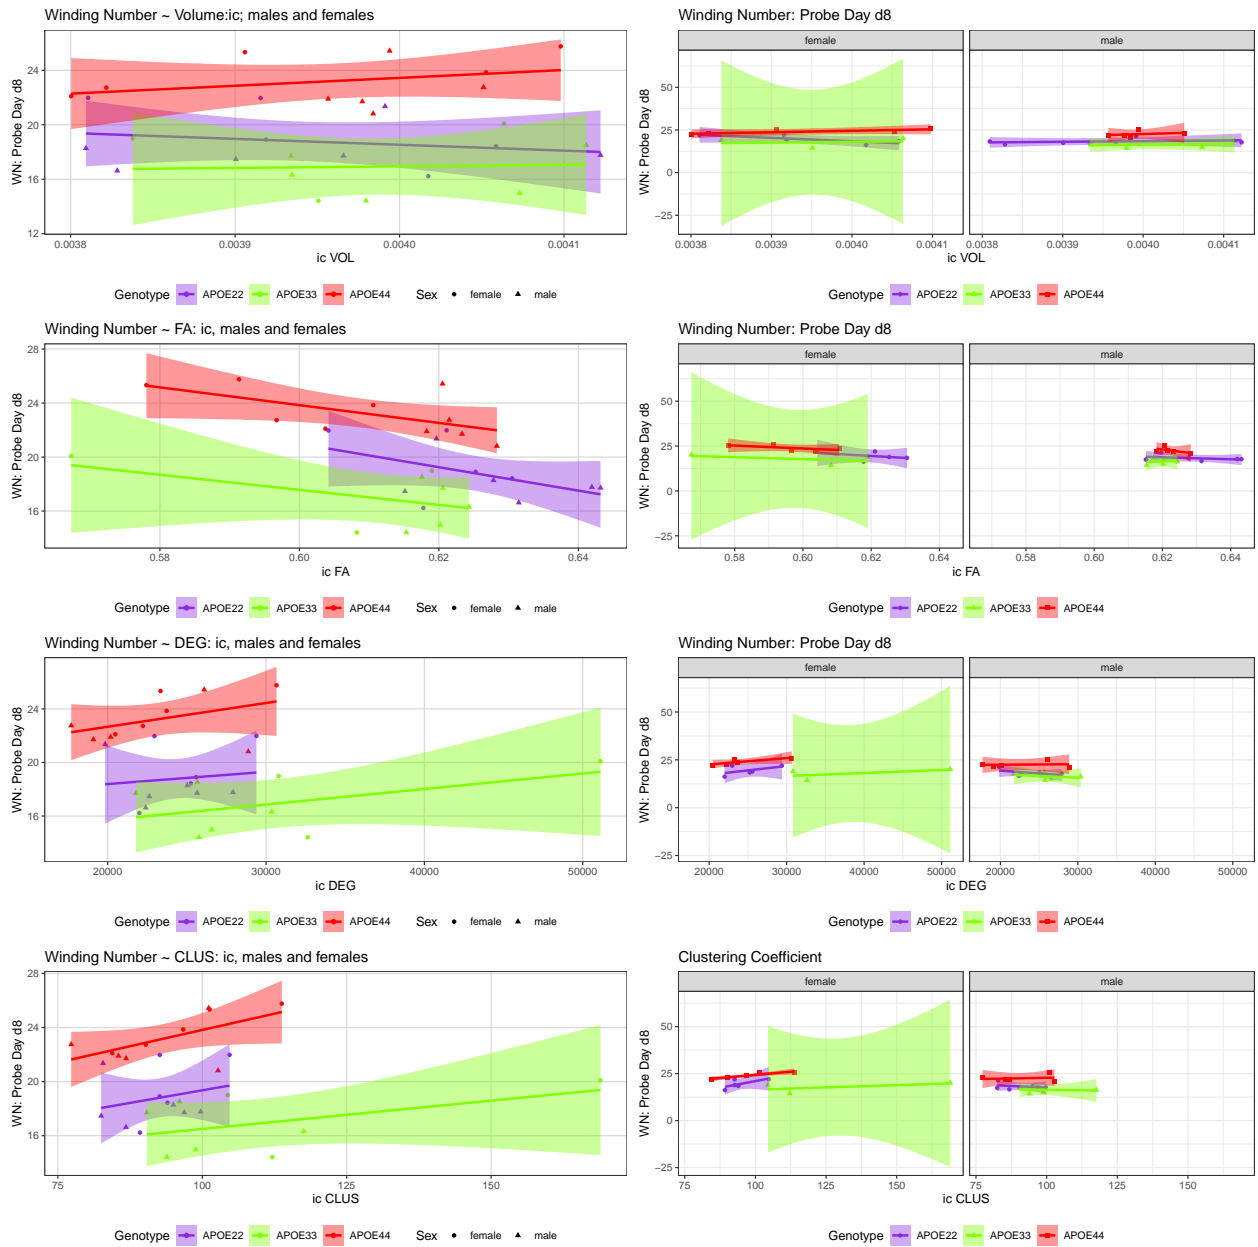 Winding Number ~ Volume:ic; males and females
WN: Probe Day d8
24
20
16
12
0.0038 0.0039 0.0040 0.0041
ic VOL
Genotype APOE22 APOE33 APOE44 Sex female male
Winding Number: Probe Day d8
female male
WN: Probe Day d8
50
25
0
−25
0.0038 0.0039 0.0040 0.0041 0.0038 0.0039 0.0040 0.0041
ic VOL
Genotype APOE22 APOE33 APOE44
Winding Number ~ FA: ic, males and females
WN: Probe Day d8
28
24
20
16
0.58 0.60 0.62 0.64
ic FA
Genotype APOE22 APOE33 APOE44 Sex female male
Winding Number: Probe Day d8
female male
WN: Probe Day d8
50
25
0
−25
0.58 0.60 0.62 0.64 0.58 0.60 0.62 0.64
ic FA
Genotype APOE22 APOE33 APOE44
Winding Number ~ DEG: ic, males and females
WN: Probe Day d8
24
20
16
20000 30000 40000 50000
ic DEG
Genotype APOE22 APOE33 APOE44 Sex female male
Winding Number: Probe Day d8
female male
WN: Probe Day d8
50
25
0
−25
20000 30000 40000 50000 20000 30000 40000 50000
ic DEG
Genotype APOE22 APOE33 APOE44
Winding Number ~ CLUS: ic, males and females
WN: Probe Day d8
28
24
20
16
75 100 125 150
ic CLUS
Genotype APOE22 APOE33 APOE44 Sex female male
Clustering Coefficient
female male
WN: Probe Day d8
50
25
0
−25
75 100 125 150 75 100 125 150
ic CLUS
Genotype APOE22 APOE33 APOE44